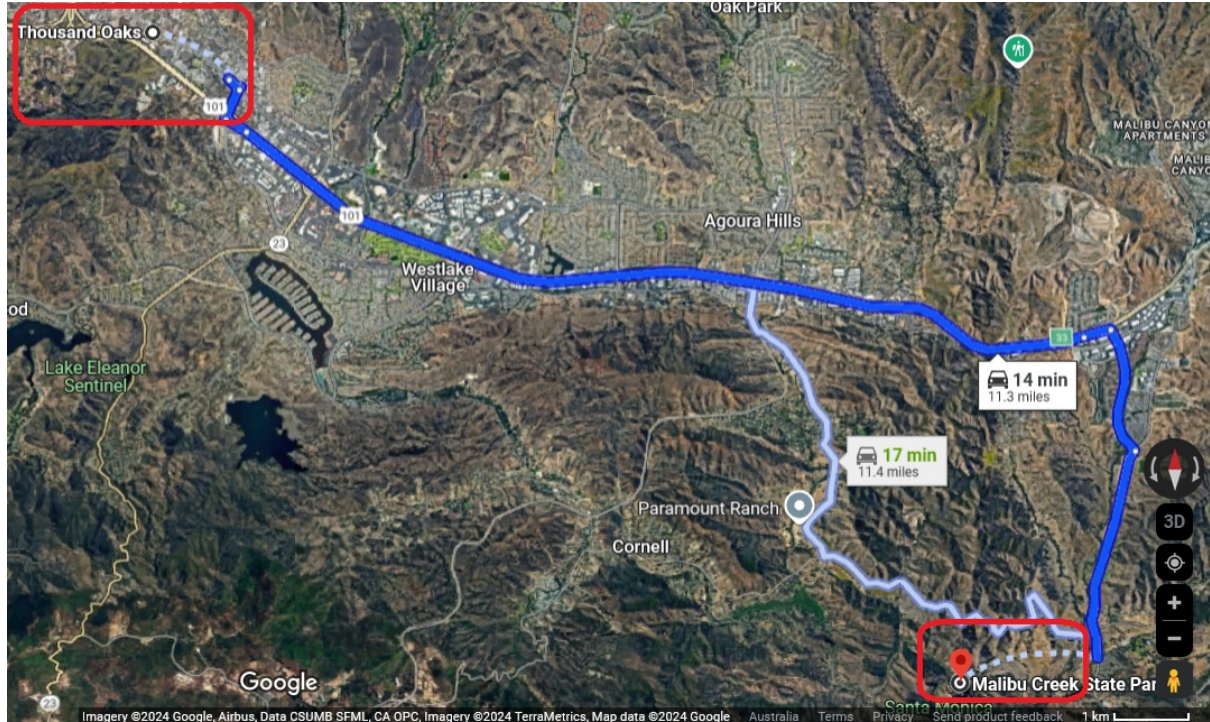 Oak Park
Thousand Oaks
101
MALIBU CANYON
APARTMENTS
MALIB
CANYO
101
Agoura Hills
23
Westlake
Village
od
33
Lake Eleanor
Sentinel
14 min
11.3 miles
17 min
11.4 miles
Paramount Ranch
3D
Cornell
Google
Malibu Creek State Par
23
Santa Monica
Imagery ©2024 Google, Airbus, Data CSUMB SFML, CA OPC, Imagery ©2024 TerraMetrics, Map data ©2024 Google Australia Terms Privacy Send product feedback 1 km